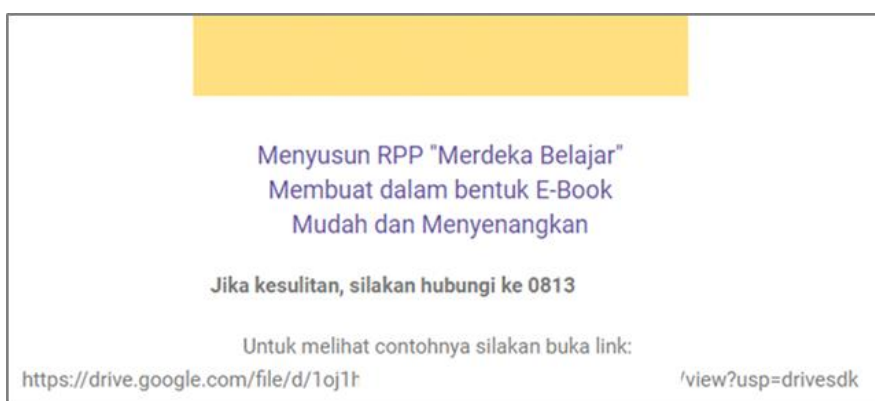 Menyusun RPP "Merdeka Belajar"
Membuat dalam bentuk E-Book
Mudah dan Menyenangkan
Jika kesulitan, silakan hubungi ke 0813
Untuk melihat contohnya silakan buka link:
https://drive.google.com/file/d/1oj1h /view?usp=drivesdk